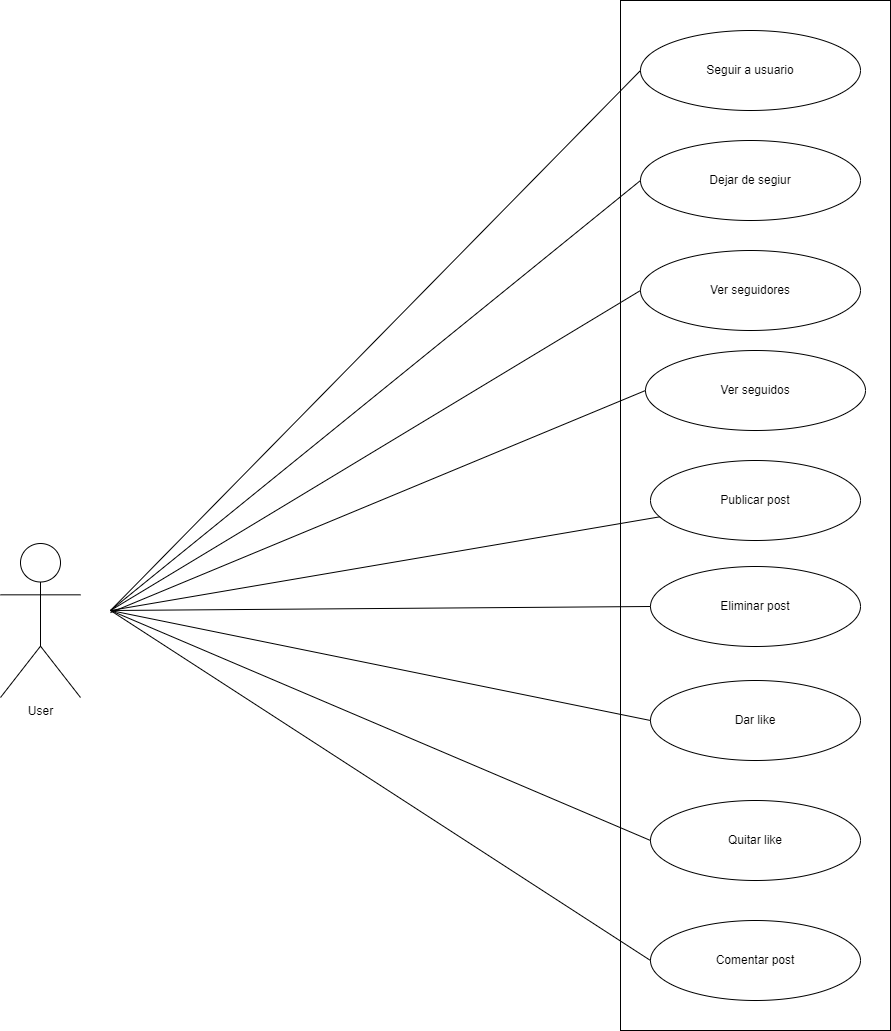 Seguir a usuario
Dejar de segiur
Ver seguidores
Ver seguidos
Publicar post
Eliminar post
User
Dar like
Quitar like
Comentar post